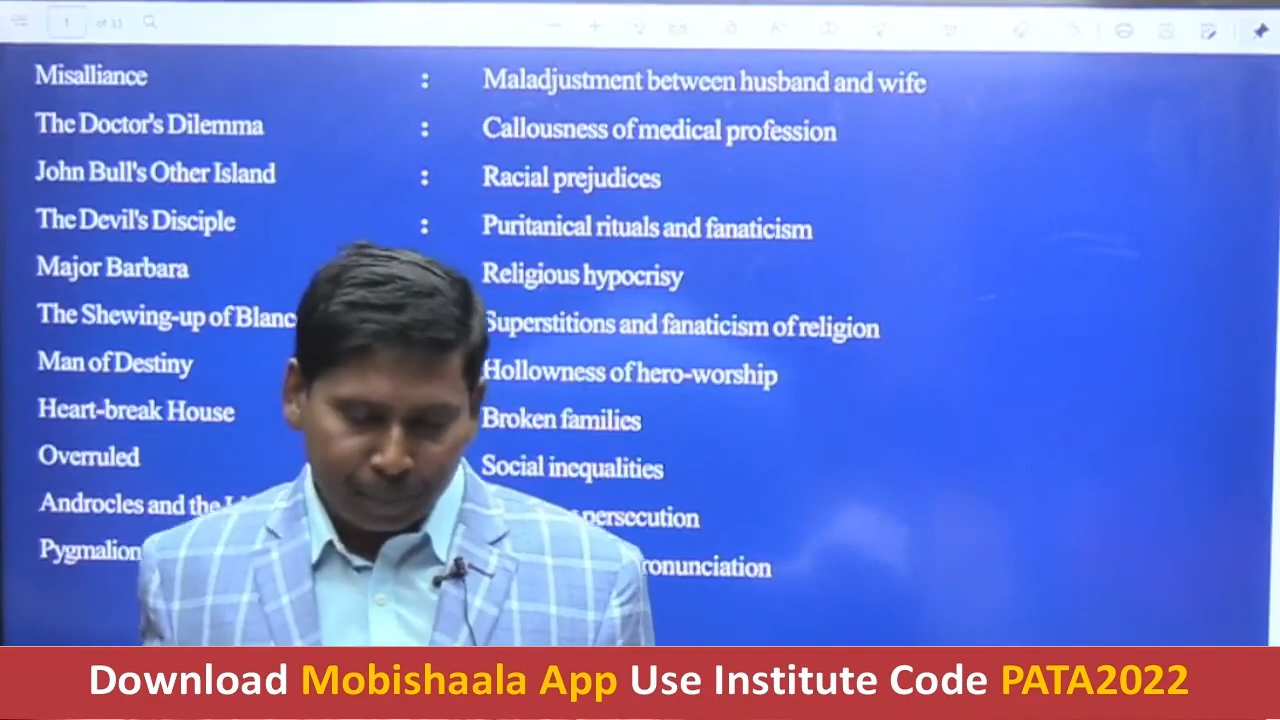 1 of 33
Misalliance : Maladjustment between husband and wife
The Doctor's Dilemma : Callousness of medical profession
John Bull's Other Island : Racial prejudices
The Devil's Disciple : Puritanical rituals and fanaticism
Major Barbara Religious hypocrisy
The Shewing-up of Superstitions and fanaticism of religion
Man of Destiny Hollowness of hero-worship
Heart-break House Broken families
Overruled Social inequalities
Androcles and the persecution
Pygmalion
Download Mobishaala App Use Institute Code PATA2022